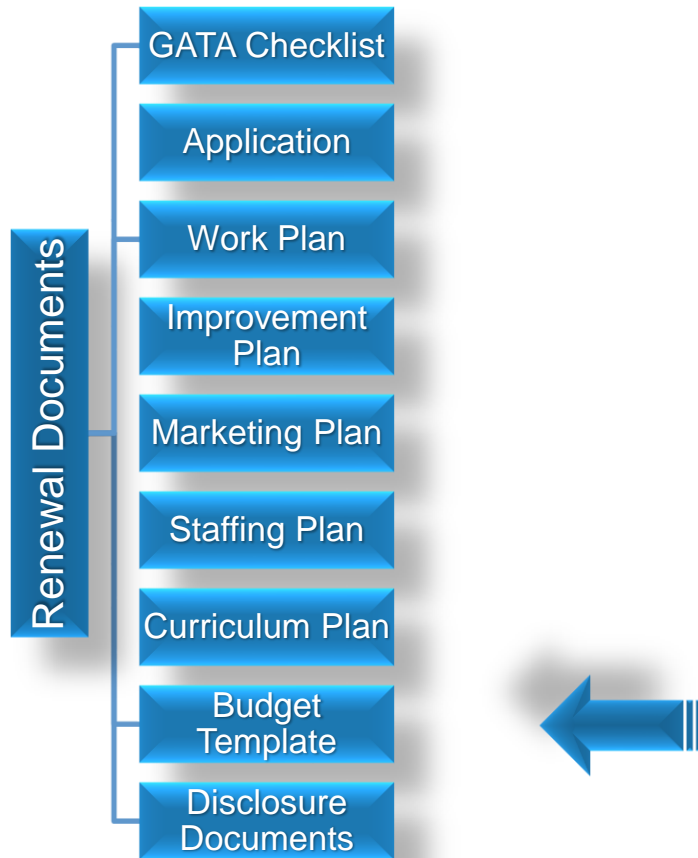 Renewal Documents
GATA Checklist
Application
Work Plan
Improvement
Plan
Marketing Plan
Staffing Plan
Curriculum Plan
Budget
Template
Disclosure
Documents